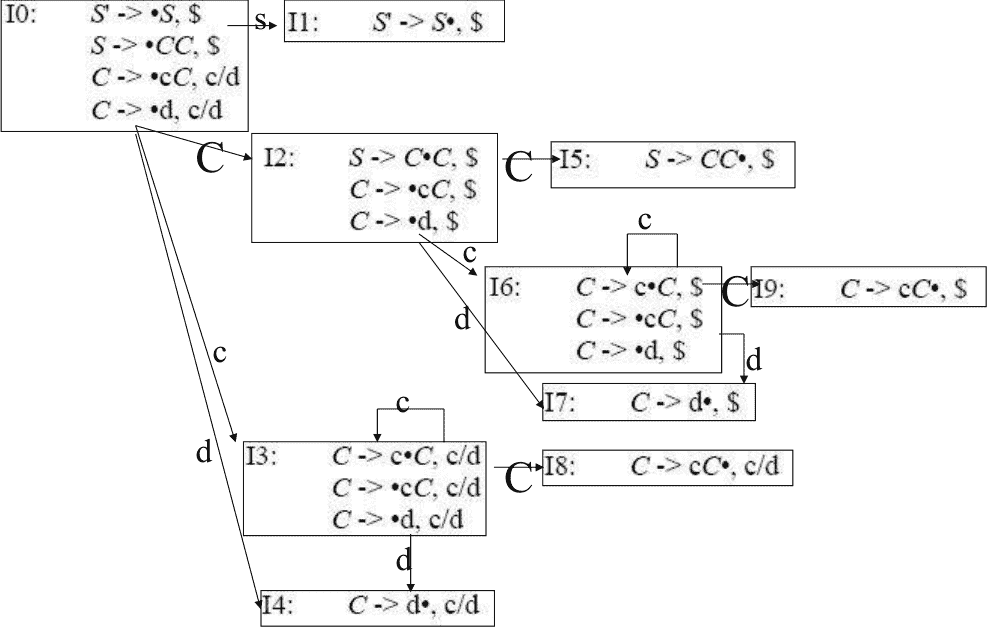 I0: S' -> •S, $
S -> •CC, $
C -> •cC, c/d
C -> •d, c/d
s
I1: S' -> S•, $
C
I2: S -> C•C, $
C -> •cC, $
C -> •d, $
C
I5: S -> CC•, $
c
d
c
I6: C -> c•C, $
C -> •cC, $
C -> •d, $
C
I9: C -> cC•, $
d
I7: C -> d•, $
c
d
c
I3: C -> c•C, c/d
C -> •cC, c/d
C -> •d, c/d
C
I8: C -> cC•, c/d
d
I4: C -> d•, c/d